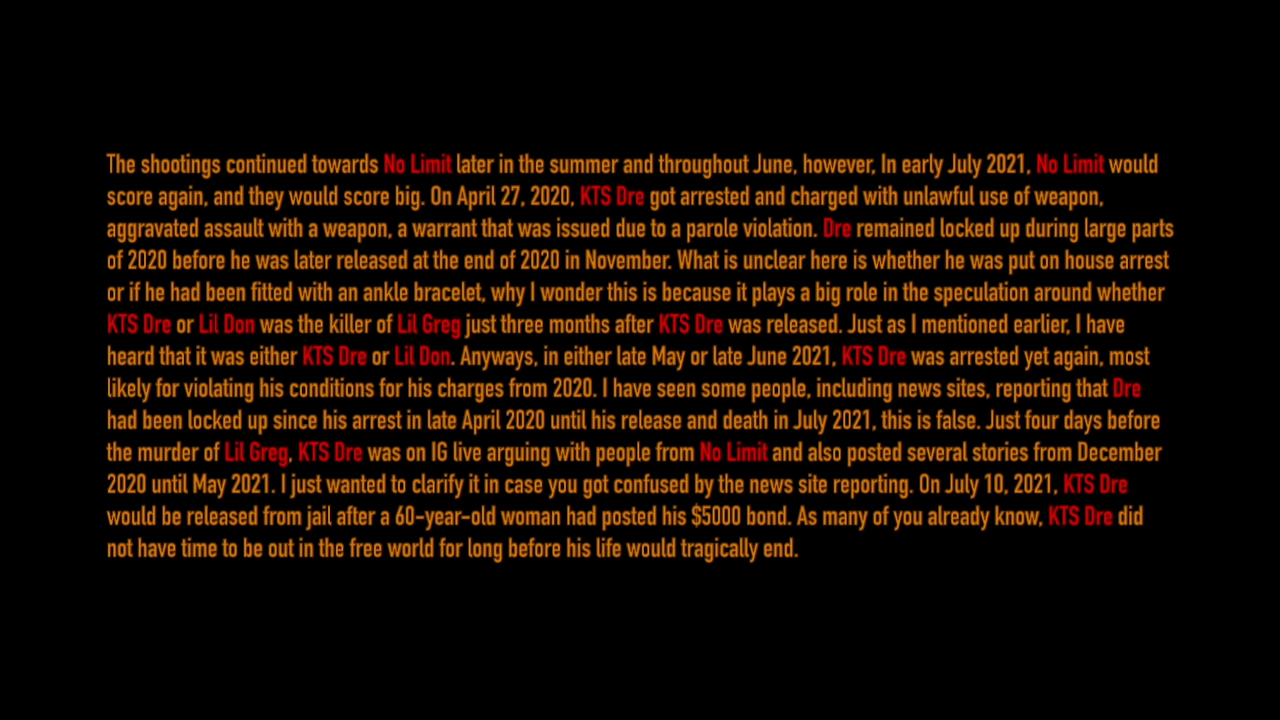 The shootings continued towards No Limit later in the summer and throughout June, however, In early July 2021, No Limit would
score again, and they would score big. On April 27, 2020, KTS Dre got arrested and charged with unlawful use of weapon,
aggravated assault with a weapon, a warrant that was issued due to a parole violation. Dre remained locked up during large parts
of 2020 before he was later released at the end of 2020 in November. What is unclear here is whether he was put on house arrest
or if he had been fitted with an ankle bracelet, why I wonder this is because it plays a big role in the speculation around whether
KTS Dre or Lil Don was the killer of Lil Greg just three months after KTS Dre was released. Just as I mentioned earlier, I have
heard that it was either KTS Dre or Lil Don. Anyways, in either late May or late June 2021, KTS Dre was arrested yet again, most
likely for violating his conditions for his charges from 2020. I have seen some people, including news sites, reporting that Dre
had been locked up since his arrest in late April 2020 until his release and death in July 2021, this is false. Just four days before
the murder of Lil Greg, KTS Dre was on IG live arguing with people from No Limit and also posted several stories from December
2020 until May 2021. I just wanted to clarify it in case you got confused by the news site reporting. On July 10, 2021, KTS Dre
would be released from jail after a 60-year-old woman had posted his $5000 bond. As many of you already know, KTS Dre did
not have time to be out in the free world for long before his life would tragically end.